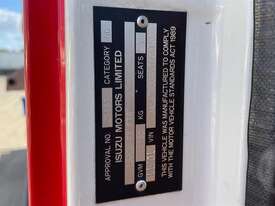 THIS VEHICLE WAS MANUFACTURED TO COMPLY
WITH THE MOTOR VEHICLE STANDARDS ACT 1989
APPROVAL NO. CATEGORY
ISUZU MOTORS LIMITED
KG SEATS
GVM VIN